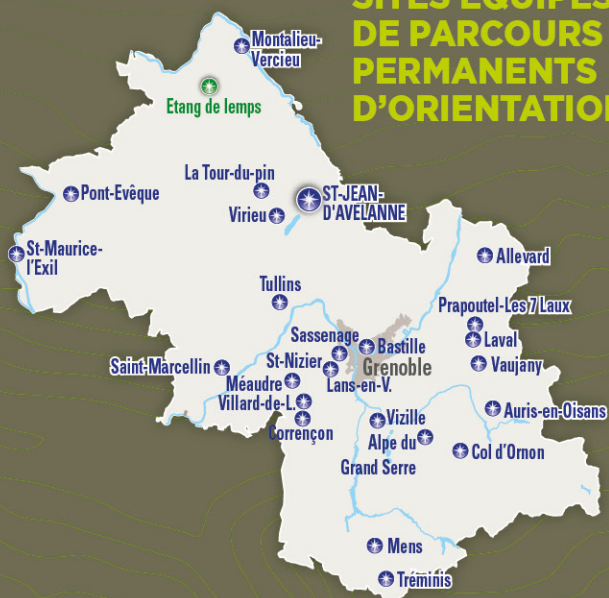 SITES ÉQUIPÉS
DE PARCOURS
PERMANENTS
D'ORIENTATION
Montalieu-
Vercieu
Etang de lemps
La Tour-du-pin
Pont-Evêque
ST-JEAN-
D'AVELANNE
Virieu
St-Maurice-
l'Exil
Allevard
Tullins
Prapoutel-Les 7 Laux
Sassenage
Bastille
Laval
Saint-Marcellin
St-Nizier
Grenoble
Vaujany
Méaudre
Lans-en-V.
Villard-de-L.
Auris-en-Oisans
Corrençon
Vizille
Alpe du
Grand Serre
Col d'Ornon
Mens
Tréminis